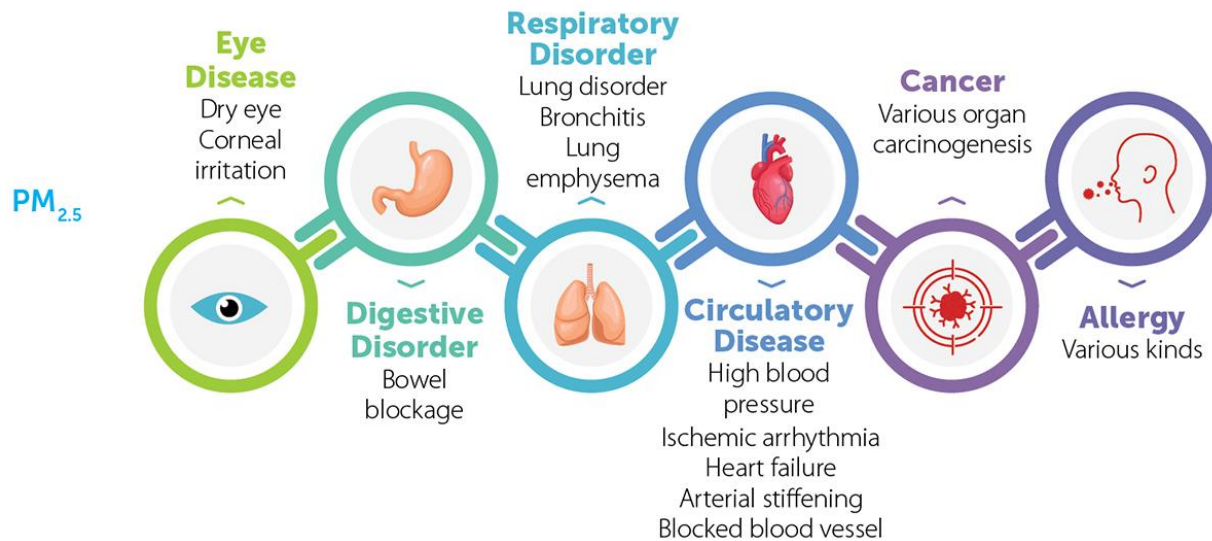 PM2.5
Eye
Disease
Dry eye
Corneal
irritation
Digestive
Disorder
Bowel
blockage
Respiratory
Disorder
Lung disorder
Bronchitis
Lung
emphysema
Circulatory
Disease
High blood
pressure
Ischemic arrhythmia
Heart failure
Arterial stiffening
Blocked blood vessel
Cancer
Various organ
carcinogenesis
Allergy
Various kinds